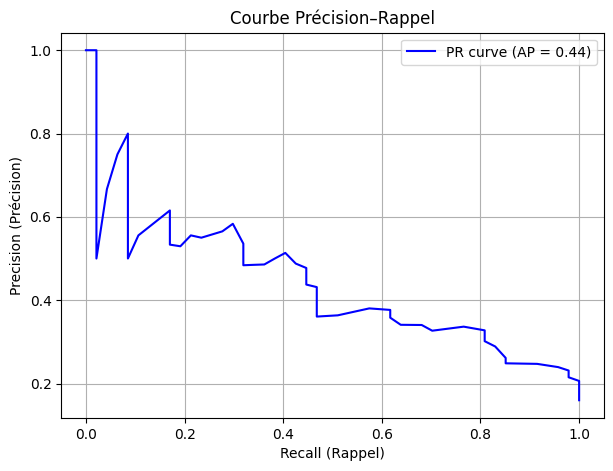 Courbe Précision–Rappel
PR curve (AP = 0.44)
1.0
0.8
0.6
0.4
0.2
Precision (Précision)
0.0
0.2
0.4
0.6
0.8
1.0
Recall (Rappel)